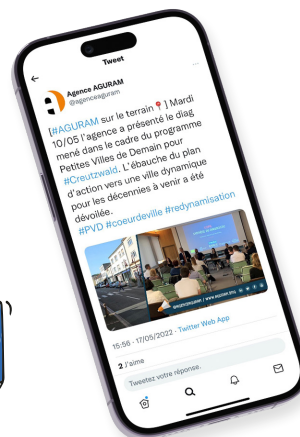 Tweet
Agence AGURAM
@agenceaguram
[#AGURAM sur le terrain📍] Mardi
10/05 l'agence a présenté le diag
mené dans le cadre du programme
Petites Villes de Demain pour
#Creutzwald. L'ébauche du plan
d'action vers une ville dynamique
pour les décennies à venir a été
dévoilée.
#PVD #coeurdeville #redynamisation
15:56 · 17/05/2022 · Twitter Web App
2 J'aime
Tweetez votre réponse.